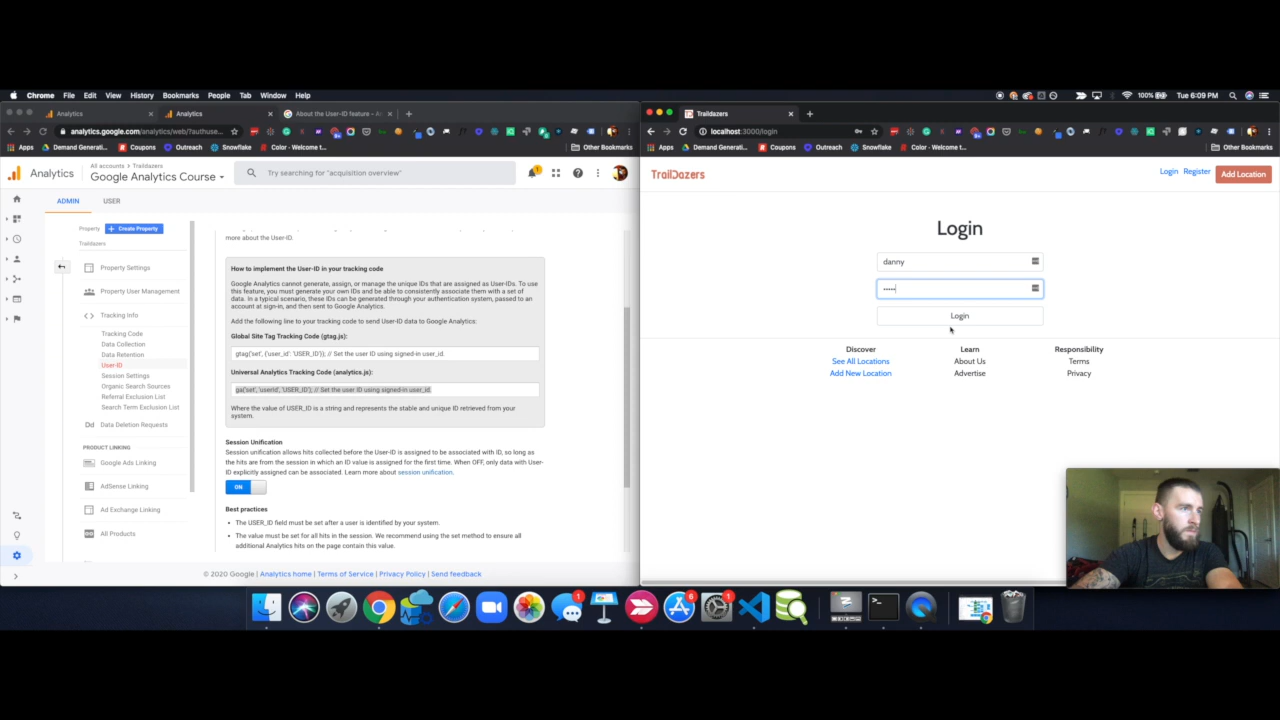 Chrome File Edit View History Bookmarks People Tab Window Help
100% Tue 6:09 PM
Analytics
Analytics
About the User-ID feature - A
analytics.google.com/analytics/web/?authuse...
Apps Demand Generati... Coupons Outreach Snowflake Color - Welcome t... Other Bookmarks
Analytics
All accounts > Traildazers
Google Analytics Course
Try searching for "acquisition overview"
1
ADMIN USER
Property + Create Property
Traildazers
Property Settings
Property User Management
Tracking Info
Tracking Code
Data Collection
Data Retention
User-ID
Session Settings
Organic Search Sources
Referral Exclusion List
Search Term Exclusion List
Dd Data Deletion Requests
PRODUCT LINKING
Google Ads Linking
AdSense Linking
Ad Exchange Linking
All Products
more about the User-ID.
How to implement the User-ID in your tracking code
Google Analytics cannot generate, assign, or manage the unique IDs that are assigned as User-IDs. To use
this feature, you must generate your own IDs and be able to consistently associate them with a set of
data. In a typical scenario, these IDs can be generated through your authentication system, passed to an
account at sign-in, and then sent to Google Analytics.
Add the following line to your tracking code to send User-ID data to Google Analytics:
Global Site Tag Tracking Code (gtag.js):
gtag('set', {'user_id': 'USER_ID'}); // Set the user ID using signed-in user_id.
Universal Analytics Tracking Code (analytics.js):
ga('set', 'userId', 'USER_ID'); // Set the user ID using signed-in user_id.
Where the value of USER_ID is a string and represents the stable and unique ID retrieved from your
system.
Session Unification
Session unification allows hits collected before the User-ID is assigned to be associated with ID, so long as
the hits are from the session in which an ID value is assigned for the first time. When OFF, only data with User-
ID explicitly assigned can be associated. Learn more about session unification.
ON
Best practices
• The USER_ID field must be set after a user is identified by your system.
• The value must be set for all hits in the session. We recommend using the set method to ensure all
additional Analytics hits on the page contain this value.
© 2020 Google | Analytics home | Terms of Service | Privacy Policy | Send feedback
Traildazers
localhost:3000/login
Apps Demand Generati... Coupons Outreach Snowflake Color - Welcome t... Other Bookmarks
TrailDazers
Login Register Add Location
Login
danny
•••••
Login
Discover Learn Responsibility
See All Locations About Us Terms
Add New Location Advertise Privacy
1 6 1